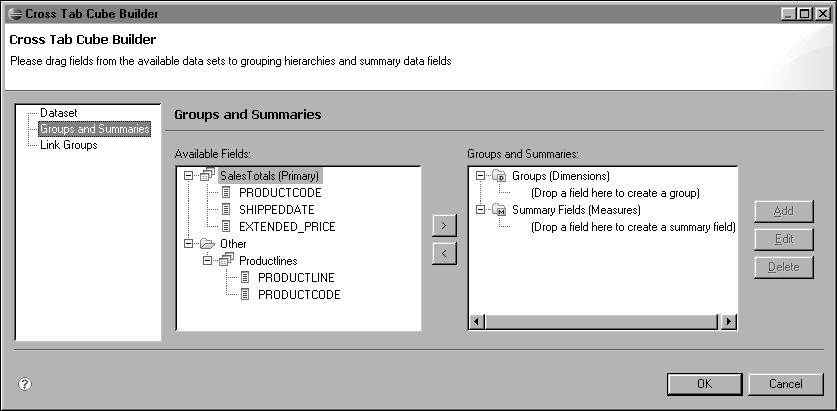 Cross Tab Cube Builder
Cross Tab Cube Builder
Please drag fields from the available data sets to grouping hierarchies and summary data fields
Dataset
Groups and Summaries
Link Groups
Groups and Summaries
Available Fields:
SalesTotals (Primary)
PRODUCTCODE
SHIPPEDDATE
EXTENDED_PRICE
Other
Productlines
PRODUCTLINE
PRODUCTCODE
>
<
Groups and Summaries:
Groups (Dimensions)
(Drop a field here to create a group)
Summary Fields (Measures)
(Drop a field here to create a summary field)
Add
Edit
Delete
?
OK
Cancel